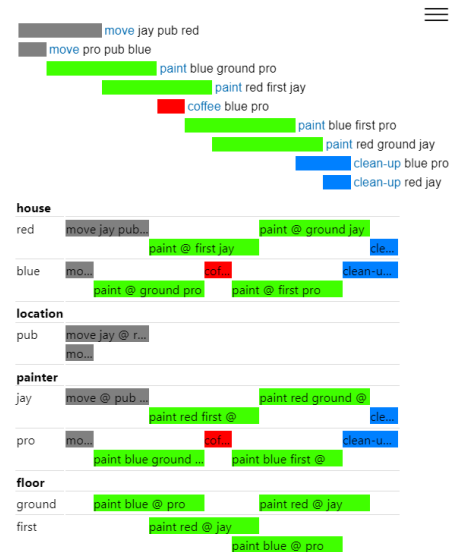 move jay pub red
move pro pub blue
paint blue ground pro
paint red first jay
coffee blue pro
paint blue first pro
paint red ground jay
clean-up blue pro
clean-up red jay
house
red move jay pub... paint @ ground jay
paint @ first jay cle...
blue mo... cof... clean-u...
paint @ ground pro paint @ first pro
location
pub move jay @ r...
mo...
painter
jay move @ pub ... paint red ground @
paint red first @ cle...
pro mo... cof... clean-u...
paint blue ground ... paint blue first @
floor
ground paint blue @ pro paint red @ jay
first paint red @ jay
paint blue @ pro